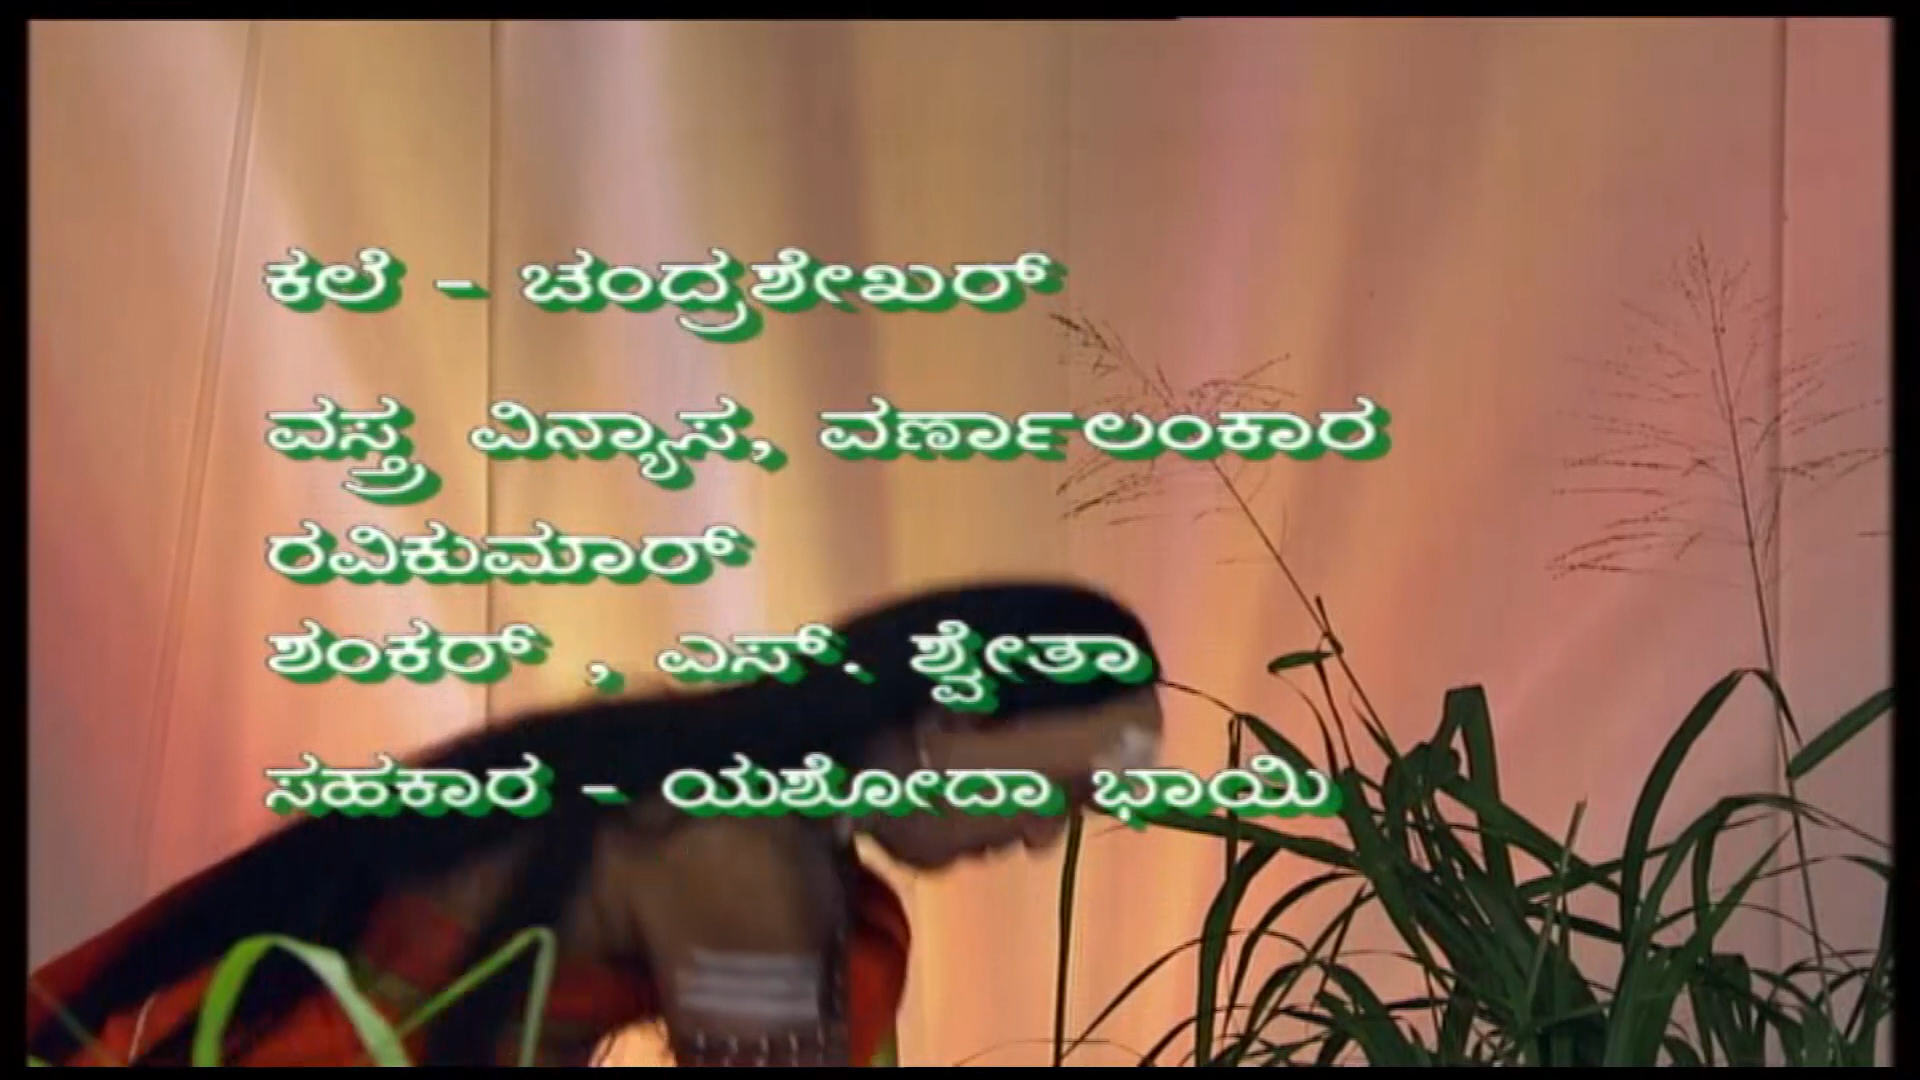 ಕಲೆ - ಚಂದ್ರಶೇಖರ್
ವಸ್ತ್ರ ವಿನ್ಯಾಸ, ವರ್ಣಾಲಂಕಾರ
ರವಿಕುಮಾರ್
ಶಂಕರ್ , ಎಸ್. ಶ್ವೇತಾ
ಸಹಕಾರ - ಯಶೋದಾ ಭಾಯಿ